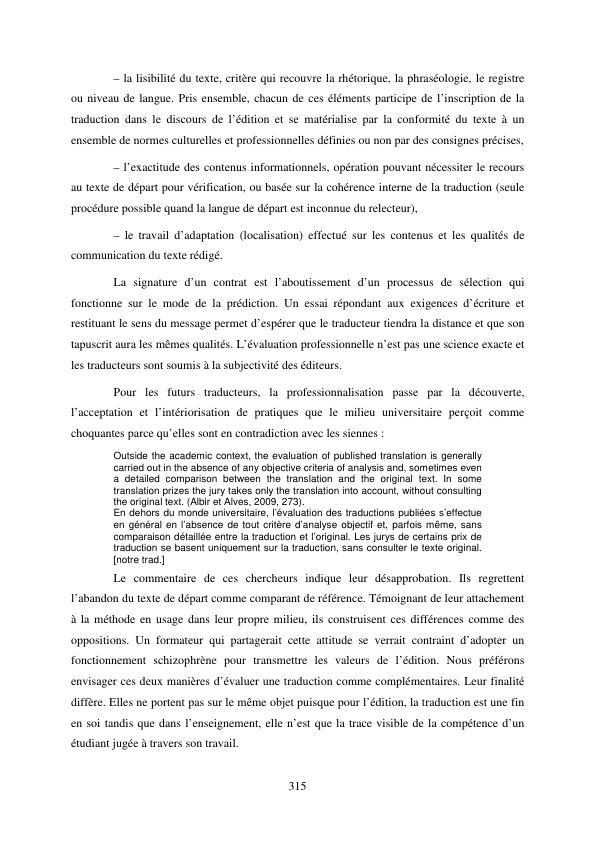 – la lisibilité du texte, critère qui recouvre la rhétorique, la phraséologie, le registre
ou niveau de langue. Pris ensemble, chacun de ces éléments participe de l’inscription de la
traduction dans le discours de l’édition et se matérialise par la conformité du texte à un
ensemble de normes culturelles et professionnelles définies ou non par des consignes précises,
– l’exactitude des contenus informationnels, opération pouvant nécessiter le recours
au texte de départ pour vérification, ou basée sur la cohérence interne de la traduction (seule
procédure possible quand la langue de départ est inconnue du relecteur),
– le travail d’adaptation (localisation) effectué sur les contenus et les qualités de
communication du texte rédigé.
La signature d’un contrat est l’aboutissement d’un processus de sélection qui
fonctionne sur le mode de la prédiction. Un essai répondant aux exigences d’écriture et
restituant le sens du message permet d’espérer que le traducteur tiendra la distance et que son
tapuscrit aura les mêmes qualités. L’évaluation professionnelle n’est pas une science exacte et
les traducteurs sont soumis à la subjectivité des éditeurs.
Pour les futurs traducteurs, la professionnalisation passe par la découverte,
l’acceptation et l’intériorisation de pratiques que le milieu universitaire perçoit comme
choquantes parce qu’elles sont en contradiction avec les siennes :
Outside the academic context, the evaluation of published translation is generally
carried out in the absence of any objective criteria of analysis and, sometimes even
a detailed comparison between the translation and the original text. In some
translation prizes the jury takes only the translation into account, without consulting
the original text. (Albir et Alves, 2009, 273).
En dehors du monde universitaire, l’évaluation des traductions publiées s’effectue
en général en l’absence de tout critère d’analyse objectif et, parfois même, sans
comparaison détaillée entre la traduction et l’original. Les jurys de certains prix de
traduction se basent uniquement sur la traduction, sans consulter le texte original.
[notre trad.]
Le commentaire de ces chercheurs indique leur désapprobation. Ils regrettent
l’abandon du texte de départ comme comparant de référence. Témoignant de leur attachement
à la méthode en usage dans leur propre milieu, ils construisent ces différences comme des
oppositions. Un formateur qui partagerait cette attitude se verrait contraint d’adopter un
fonctionnement schizophrène pour transmettre les valeurs de l’édition. Nous préférons
envisager ces deux manières d’évaluer une traduction comme complémentaires. Leur finalité
diffère. Elles ne portent pas sur le même objet puisque pour l’édition, la traduction est une fin
en soi tandis que dans l’enseignement, elle n’est que la trace visible de la compétence d’un
étudiant jugée à travers son travail.
315